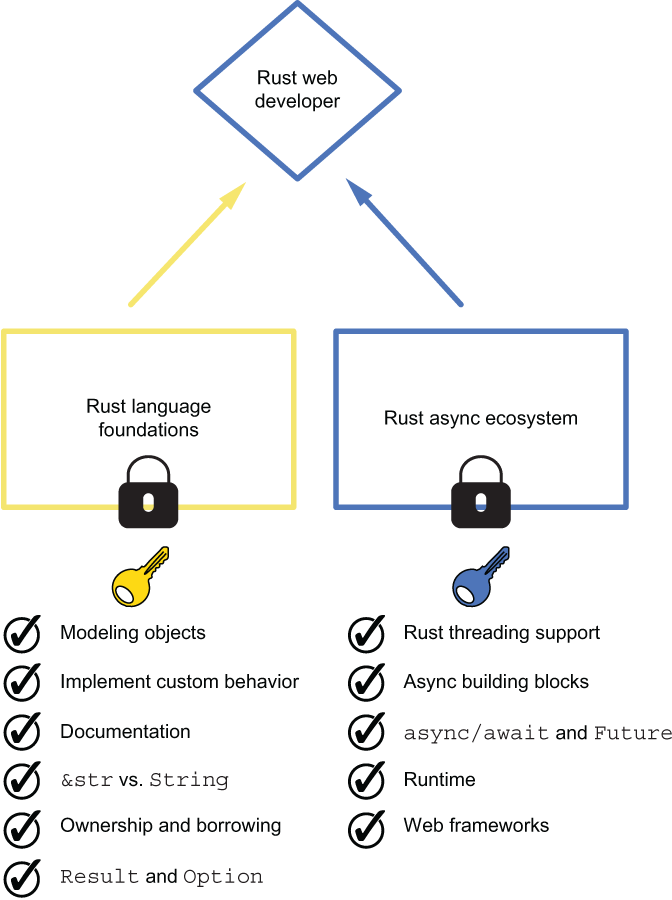 Rust web
developer
Rust language
foundations
Rust async ecosystem
Modeling objects
Implement custom behavior
Documentation
&str vs. String
Ownership and borrowing
Result and Option
Rust threading support
Async building blocks
async/await and Future
Runtime
Web frameworks